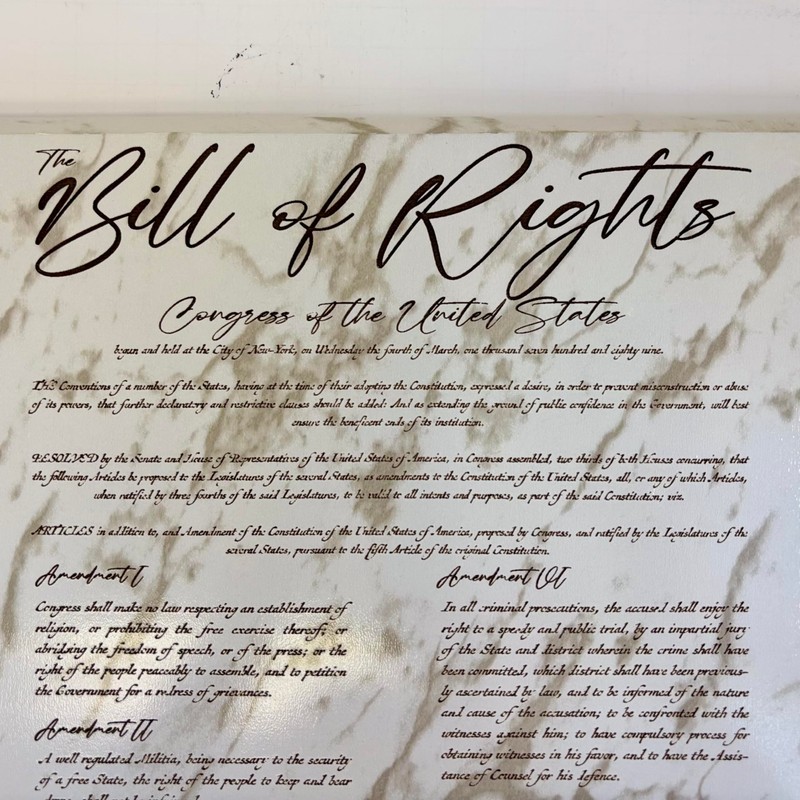 The
Bill of Rights
Congress of the United States
begun and held at the City of New-York, on Wednesday the fourth of March, one thousand seven hundred and eighty nine.
THE Conventions of a number of the States, having at the time of their adopting the Constitution, expressed a desire, in order to prevent misconstruction or abuse
of its powers, that further declaratory and restrictive clauses should be added: And as extending the ground of public confidence in the Government, will best
ensure the beneficent ends of its institution.
RESOLVED by the Senate and House of Representatives of the United States of America, in Congress assembled, two thirds of both Houses concurring, that
the following Articles be proposed to the Legislatures of the several States, as amendments to the Constitution of the United States, all, or any of which Articles,
when ratified by three fourths of the said Legislatures, to be valid to all intents and purposes, as part of the said Constitution; viz.
ARTICLES in addition to, and Amendment of the Constitution of the United States of America, proposed by Congress, and ratified by the Legislatures of the
several States, pursuant to the fifth Article of the original Constitution.
Amendment I
Congress shall make no law respecting an establishment of
religion, or prohibiting the free exercise thereof; or
abridging the freedom of speech, or of the press; or the
right of the people peaceably to assemble, and to petition
the Government for a redress of grievances.
Amendment II
A well regulated Militia, being necessary to the security
of a free State, the right of the people to keep and bear
Amendment VI
In all criminal prosecutions, the accused shall enjoy the
right to a speedy and public trial, by an impartial jury
of the State and district wherein the crime shall have
been committed, which district shall have been previous-
ly ascertained by law, and to be informed of the nature
and cause of the accusation; to be confronted with the
witnesses against him; to have compulsory process for
obtaining witnesses in his favor, and to have the Assis-
tance of Counsel for his defence.